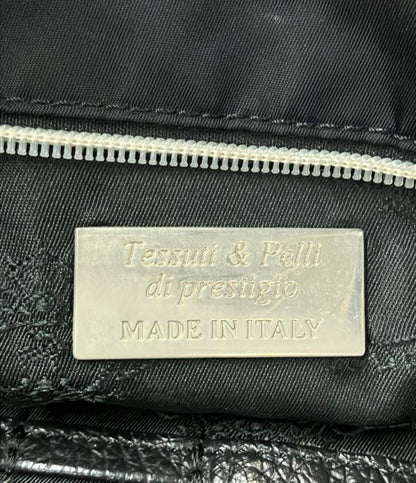 Tessuti & Pelli
di prestigio
MADE IN ITALY